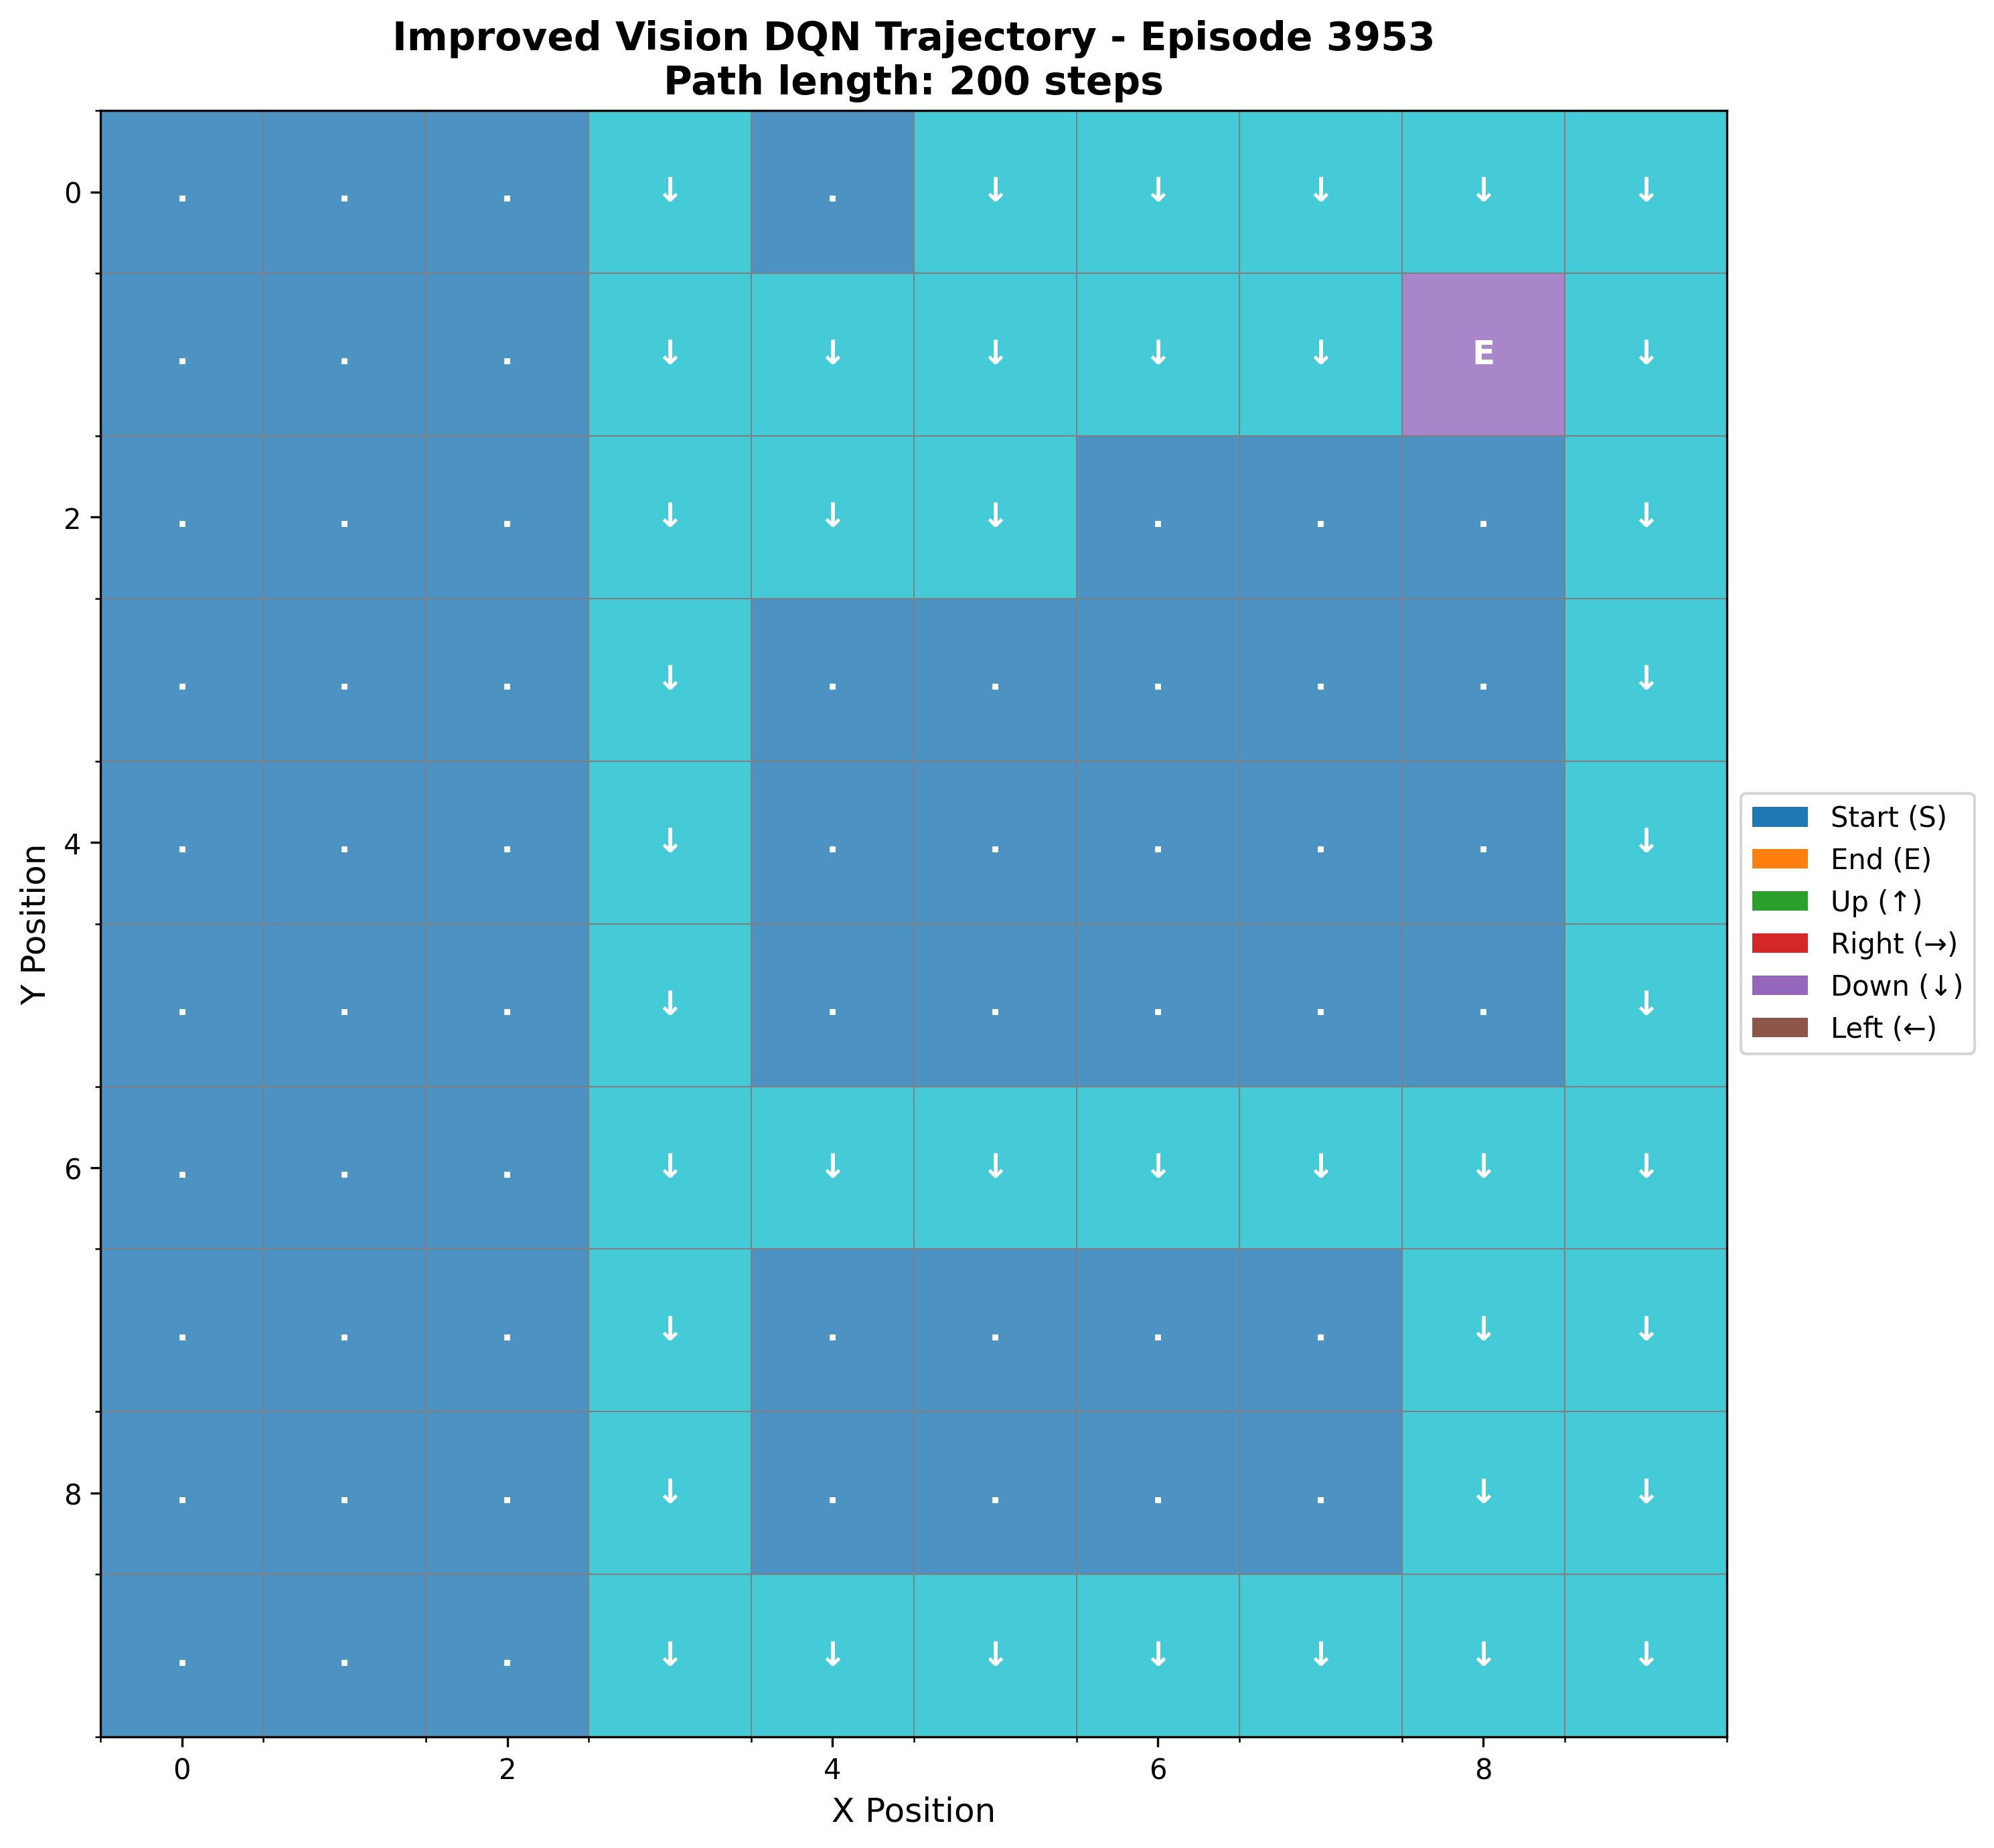 Improved Vision DQN Trajectory - Episode 3953
Path length: 200 steps
0 . . . ↓ . ↓ ↓ ↓ ↓ ↓
. . . ↓ ↓ ↓ ↓ ↓ E ↓
2 . . . ↓ ↓ ↓ . . . ↓
. . . ↓ . . . . . ↓
4 . . . ↓ . . . . . ↓
. . . ↓ . . . . . ↓
6 . . . ↓ ↓ ↓ ↓ ↓ ↓ ↓
. . . ↓ . . . . ↓ ↓
8 . . . ↓ . . . . ↓ ↓
. . . ↓ ↓ ↓ ↓ ↓ ↓ ↓
0 2 4 6 8
X Position
Y Position
Start (S)
End (E)
Up (↑)
Right (→)
Down (↓)
Left (←)